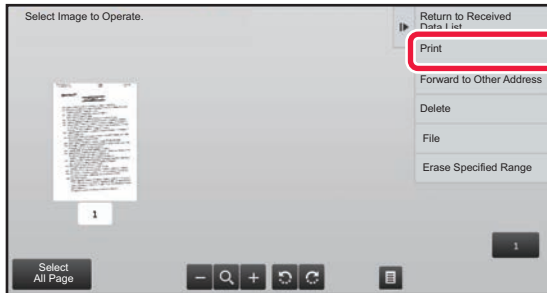 Select Image to Operate.
Return to Received
Data List
Print
Forward to Other Address
Delete
File
Erase Specified Range
1
1
Select
All Page